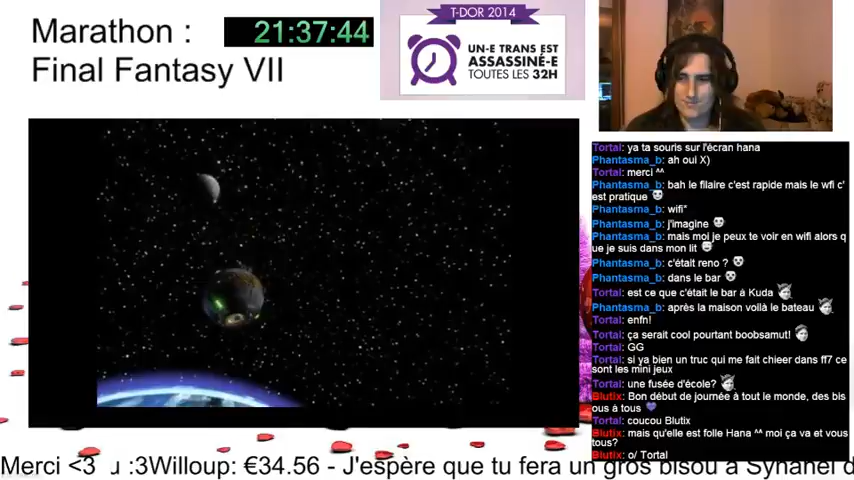 Marathon :
Final Fantasy VII
21:37:44
T-DOR 2014
UN-E TRANS EST
ASSASSINÉ-E
TOUTES LES 32H
Tortal: ya ta souris sur l'écran hana
Phantasma_b: ah oui X)
Tortal: merci ^^
Phantasma_b: bah le filaire c'est rapide mais le wfi c'
est pratique
Phantasma_b: wifi"
Phantasma_b: j'imagine
Phantasma_b: mais moi je peux te voir en wifi alors q
ue je suis dans mon lit
Phantasma_b: c'était reno ?
Phantasma_b: dans le bar
Tortal: est ce que c'était le bar à Kuda
Phantasma_b: après la maison voilà le bateau
Tortal: enfn!
Tortal: ça serait cool pourtant boobsamut!
Tortal: GG
Tortal: si ya bien un truc qui me fait chieer dans ff7 ce
sont les mini jeux
Tortal: une fusée d'école?
Blutix: Bon début de journée à tout le monde, des bis
ous à tous
Tortal: coucou Blutix
Blutix: mais qu'elle est folle Hana ^^ moi ça va et vous
tous?
Blutix: o/ Tortal
Merci <3 u :3Willoup: €34.56 - J'espère que tu fera un gros bisou à Synahel d